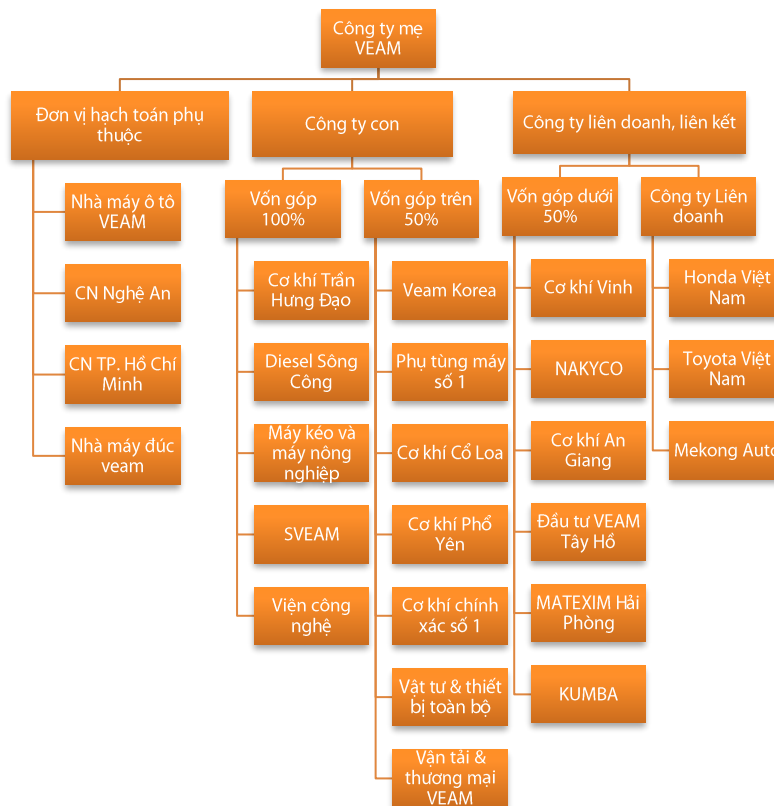 Công ty mẹ
VEAM
Đơn vị hạch toán phụ
thuộc
Công ty con
Công ty liên doanh, liên kết
Nhà máy ô tô
VEAM
CN Nghệ An
CN TP. Hồ Chí
Minh
Nhà máy đúc
veam
Vốn góp
100%
Cơ khí Trần
Hưng Đạo
Diesel Sông
Công
Máy kéo và
máy nông
nghiệp
SVEAM
Viện công
nghệ
Vốn góp trên
50%
Veam Korea
Phụ tùng máy
số 1
Cơ khí Cổ Loa
Cơ khí Phổ
Yên
Cơ khí chính
xác số 1
Vật tư & thiết
bị toàn bộ
Vận tải &
thương mại
VEAM
Vốn góp dưới
50%
Cơ khí Vinh
NAKYCO
Cơ khí An
Giang
Đầu tư VEAM
Tây Hồ
MATEXIM Hải
Phòng
KUMBA
Công ty Liên
doanh
Honda Việt
Nam
Toyota Việt
Nam
Mekong Auto